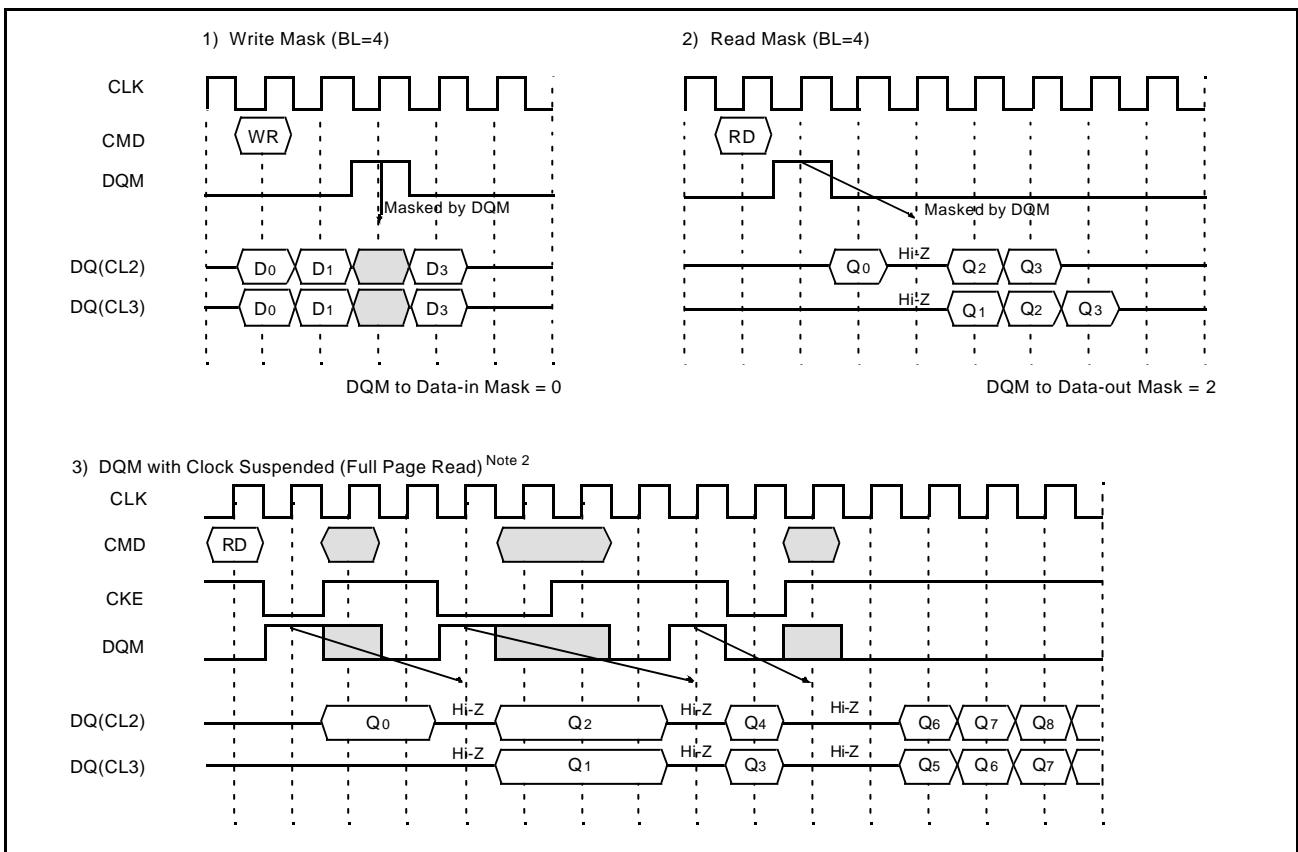 1) Write Mask (BL=4)
2) Read Mask (BL=4)
CLK
CMD
WR
RD
DQM
Masked by DQM
Masked by DQM
DQ(CL2)
D0 D1 D3
Hi-Z
Q0 Q2 Q3
DQ(CL3)
D0 D1 D3
Hi-Z
Q1 Q2 Q3
DQM to Data-in Mask = 0
DQM to Data-out Mask = 2
3) DQM with Clock Suspended (Full Page Read) Note 2
CLK
CMD
RD
CKE
DQM
DQ(CL2)
Q0 Hi-Z Q2 Hi-Z Q4 Hi-Z Q6 Q7 Q8
DQ(CL3)
Hi-Z Q1 Hi-Z Q3 Hi-Z Q5 Q6 Q7